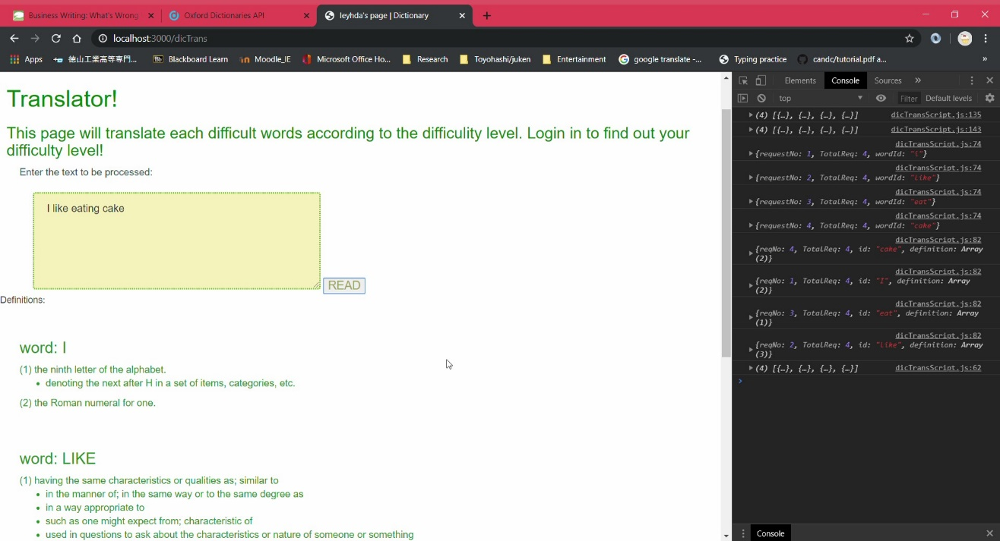 Business Writing: What's Wrong
Oxford Dictionaries API
leyhda's page | Dictionary
localhost:3000/dicTrans
Apps
徳山工業高等専門...
Bb
Blackboard Learn
Moodle_IE
Microsoft Office Ho...
Research
Toyohashi/juken
Entertainment
google translate -...
Typing practice
candc/tutorial.pdf a...
»
Translator!
This page will translate each difficult words according to the difficulity level. Login in to find out your
difficulty level!
Enter the text to be processed:
I like eating cake
READ
Definitions:
word: I
(1) the ninth letter of the alphabet.
• denoting the next after H in a set of items, categories, etc.
(2) the Roman numeral for one.
word: LIKE
(1) having the same characteristics or qualities as; similar to
• in the manner of; in the same way or to the same degree as
• in a way appropriate to
• such as one might expect from; characteristic of
• used in questions to ask about the characteristics or nature of someone or something
Elements
Console
Sources
»
top
Filter
Default levels
(4) [{…}, {…}, {…}, {…}] dicTransScript.js:135
(4) [{…}, {…}, {…}, {…}] dicTransScript.js:143
dicTransScript.js:74
{requestNo: 1, TotalReq: 4, wordId: "i"}
dicTransScript.js:74
{requestNo: 2, TotalReq: 4, wordId: "like"}
dicTransScript.js:74
{requestNo: 3, TotalReq: 4, wordId: "eat"}
dicTransScript.js:74
{requestNo: 4, TotalReq: 4, wordId: "cake"}
dicTransScript.js:82
{reqNo: 4, TotalReq: 4, id: "cake", definition: Array
(2)}
dicTransScript.js:82
{reqNo: 1, TotalReq: 4, id: "I", definition: Array
(2)}
dicTransScript.js:82
{reqNo: 3, TotalReq: 4, id: "eat", definition: Array
(1)}
dicTransScript.js:82
{reqNo: 2, TotalReq: 4, id: "like", definition: Array
(3)}
(4) [{…}, {…}, {…}, {…}] dicTransScript.js:62
Console